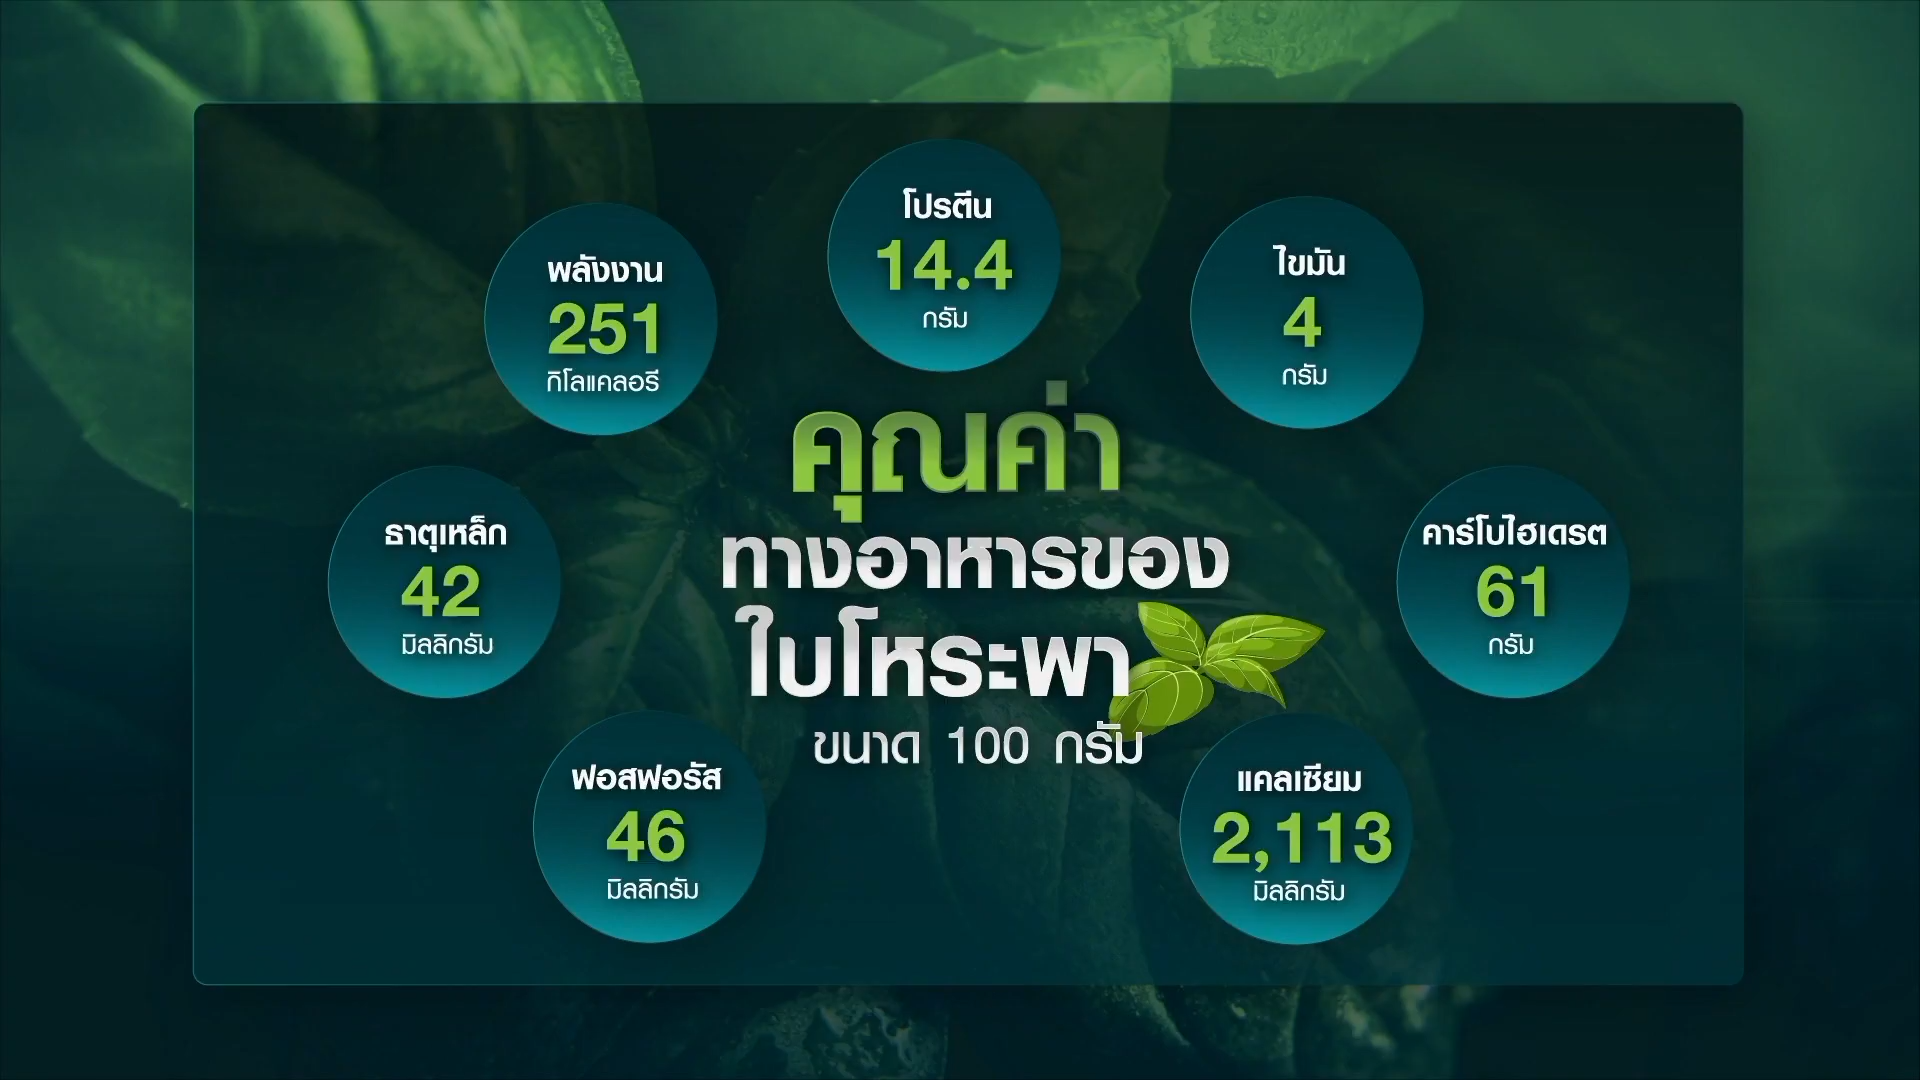 โปรตีน
14.4
กรัม
พลังงาน
251
กิโลแคลอรี
ไขมัน
4
กรัม
คุณค่า
ทางอาหารของ
ใบโหระพา
ขนาด 100 กรัม
ธาตุเหล็ก
42
มิลลิกรัม
คาร์โบไฮเดรต
61
กรัม
ฟอสฟอรัส
46
มิลลิกรัม
แคลเซียม
2,113
มิลลิกรัม